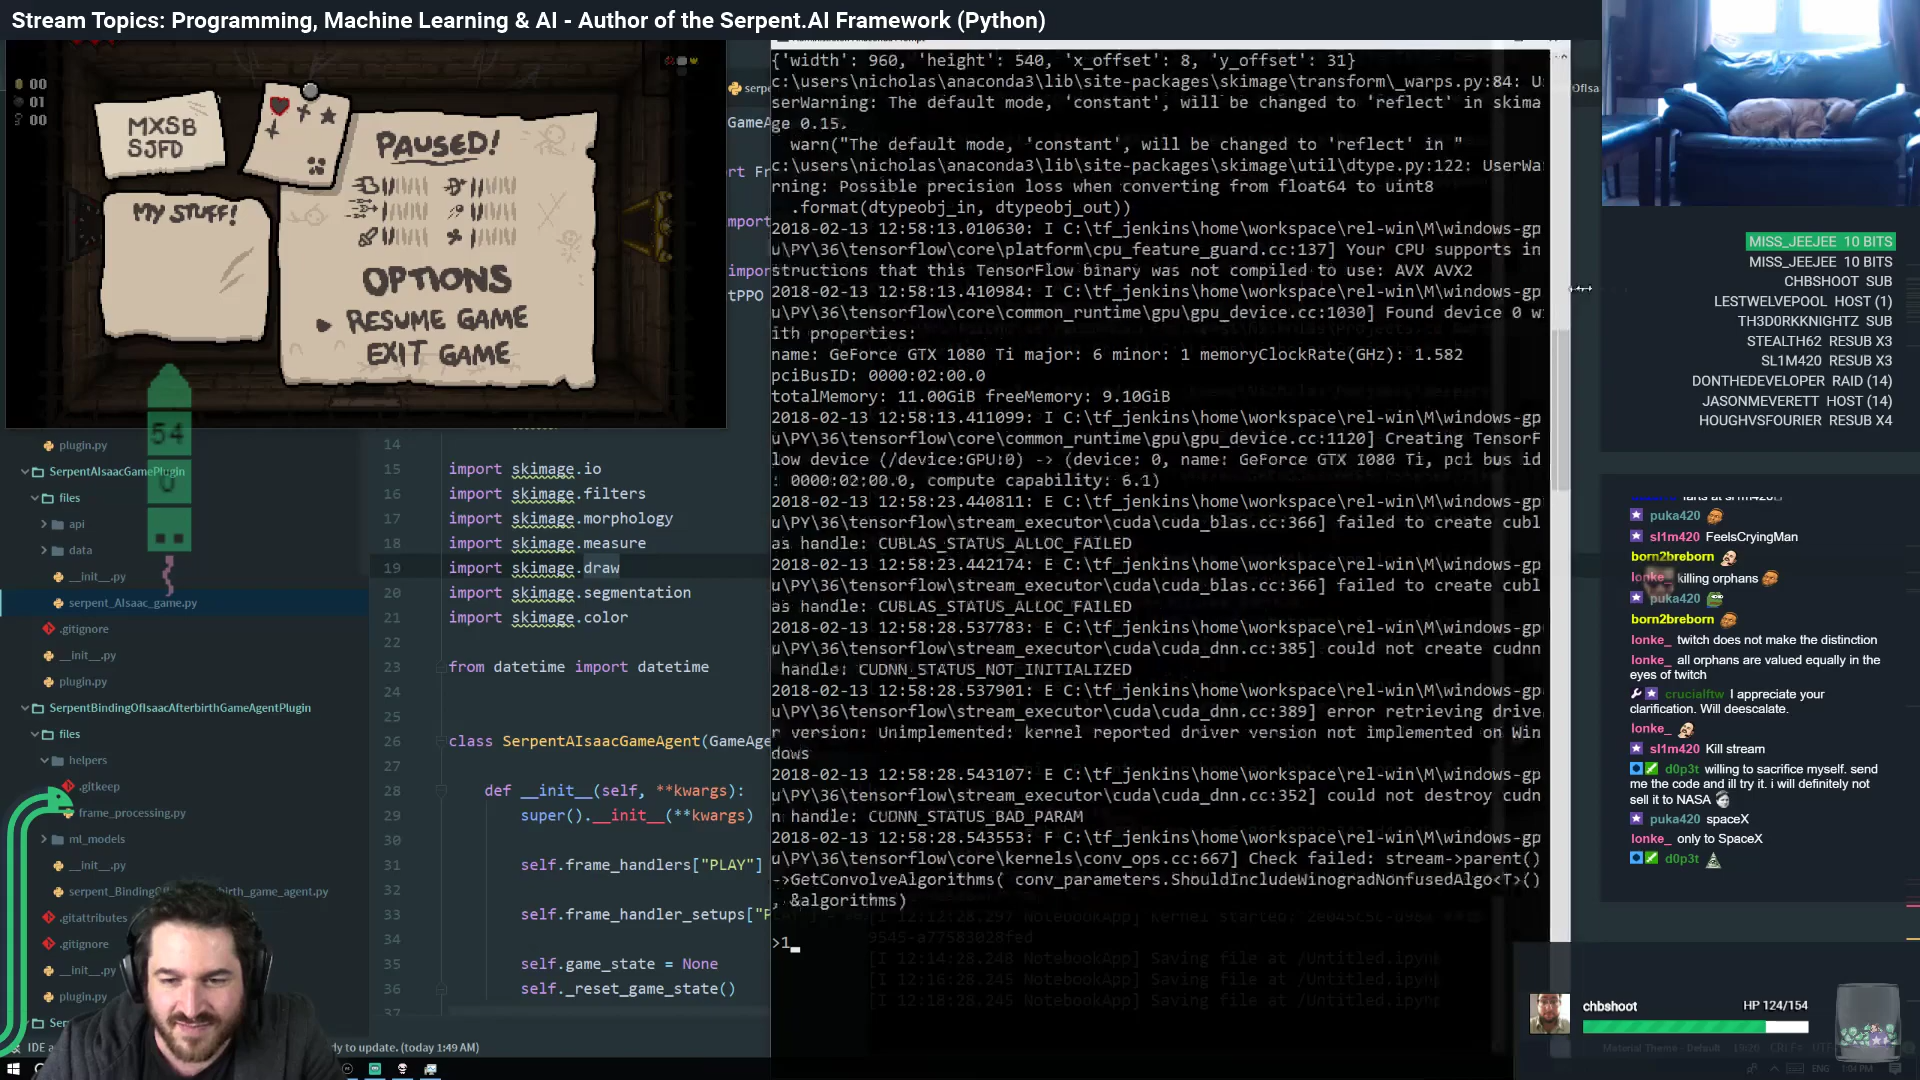 Stream Topics: Programming, Machine Learning & AI - Author of the Serpent.AI Framework (Python)
00
01
00
MXSB
SJFD
PAUSED!
MY STUFF!
OPTIONS
RESUME GAME
EXIT GAME
54
0
plugin.py
SerpentAIsaacGamePlugin
files
api
data
__init__.py
serpent_AIsaac_game.py
.gitignore
__init__.py
plugin.py
SerpentBindingOfIsaacAfterbirthGameAgentPlugin
files
helpers
.gitkeep
frame_processing.py
ml_models
__init__.py
.gitattributes
.gitignore
__init__.py
plugin.py
14
15 import skimage.io
16 import skimage.filters
17 import skimage.morphology
18 import skimage.measure
19 import skimage.draw
20 import skimage.segmentation
21 import skimage.color
22
23 from datetime import datetime
24
25
26 class SerpentAIsaacGameAgent(GameAge
27
28 def __init__(self, **kwargs):
29 super().__init__(**kwargs)
30
31 self.frame_handlers["PLAY"]
32
33 self.frame_handler_setups["P
34
35 self.game_state = None
36 self._reset_game_state()
37
{'width': 960, 'height': 540, 'x_offset': 8, 'y_offset': 31}
c:\users\nicholas\anaconda3\lib\site-packages\skimage\transform\_warps.py:84: U
serWarning: The default mode, 'constant', will be changed to 'reflect' in skima
ge 0.15.
warn("The default mode, 'constant', will be changed to 'reflect' in "
c:\users\nicholas\anaconda3\lib\site-packages\skimage\util\dtype.py:122: UserWa
rning: Possible precision loss when converting from float64 to uint8
.format(dtypeobj_in, dtypeobj_out))
2018-02-13 12:58:13.010630: I C:\tf_jenkins\home\workspace\rel-win\M\windows-gp
u\PY\36\tensorflow\core\platform\cpu_feature_guard.cc:137] Your CPU supports in
structions that this TensorFlow binary was not compiled to use: AVX AVX2
2018-02-13 12:58:13.410984: I C:\tf_jenkins\home\workspace\rel-win\M\windows-gp
u\PY\36\tensorflow\core\common_runtime\gpu\gpu_device.cc:1030] Found device 0 w
ith properties:
name: GeForce GTX 1080 Ti major: 6 minor: 1 memoryClockRate(GHz): 1.582
pciBusID: 0000:02:00.0
totalMemory: 11.00GiB freeMemory: 9.10GiB
2018-02-13 12:58:13.411099: I C:\tf_jenkins\home\workspace\rel-win\M\windows-gp
u\PY\36\tensorflow\core\common_runtime\gpu\gpu_device.cc:1120] Creating TensorF
low device (/device:GPU:0) -> (device: 0, name: GeForce GTX 1080 Ti, pci bus id
: 0000:02:00.0, compute capability: 6.1)
2018-02-13 12:58:23.440811: E C:\tf_jenkins\home\workspace\rel-win\M\windows-gp
u\PY\36\tensorflow\stream_executor\cuda\cuda_blas.cc:366] failed to create cubl
as handle: CUBLAS_STATUS_ALLOC_FAILED
2018-02-13 12:58:23.442174: E C:\tf_jenkins\home\workspace\rel-win\M\windows-gp
u\PY\36\tensorflow\stream_executor\cuda\cuda_blas.cc:366] failed to create cubl
as handle: CUBLAS_STATUS_ALLOC_FAILED
2018-02-13 12:58:28.537783: E C:\tf_jenkins\home\workspace\rel-win\M\windows-gp
u\PY\36\tensorflow\stream_executor\cuda\cuda_dnn.cc:385] could not create cudnn
handle: CUDNN_STATUS_NOT_INITIALIZED
2018-02-13 12:58:28.537901: E C:\tf_jenkins\home\workspace\rel-win\M\windows-gp
u\PY\36\tensorflow\stream_executor\cuda\cuda_dnn.cc:389] error retrieving drive
r version: Unimplemented: kernel reported driver version not implemented on Win
dows
2018-02-13 12:58:28.543107: E C:\tf_jenkins\home\workspace\rel-win\M\windows-gp
u\PY\36\tensorflow\stream_executor\cuda\cuda_dnn.cc:352] could not destroy cudn
n handle: CUDNN_STATUS_BAD_PARAM
2018-02-13 12:58:28.543553: F C:\tf_jenkins\home\workspace\rel-win\M\windows-gp
u\PY\36\tensorflow\core\kernels\conv_ops.cc:667] Check failed: stream->parent()
->GetConvolveAlgorithms( conv_parameters.ShouldIncludeWinogradNonfusedAlgo<T>()
, &algorithms)
>1
MISS_JEEJEE 10 BITS
MISS_JEEJEE 10 BITS
CHBSHOOT SUB
LESTWELVEPOOL HOST (1)
TH3D0RKKNIGHTZ SUB
STEALTH62 RESUB X3
SL1M420 RESUB X3
DONTHEDEVELOPER RAID (14)
JASONMEVERETT HOST (14)
HOUGHVSFOURIER RESUB X4
puka420
sl1m420 FeelsCryingMan
born2breborn
lonke_ killing orphans
puka420
born2breborn
lonke_ twitch does not make the distinction
lonke_ all orphans are valued equally in the
eyes of twitch
crucialftw I appreciate your
clarification. Will deescalate.
lonke_
sl1m420 Kill stream
d0p3t willing to sacrifice myself. send
me the code and ill try it. i will definitely not
sell it to NASA
puka420 spaceX
lonke_ only to SpaceX
d0p3t
chbshoot HP 124/154
dy to update. (today 1:49 AM)
ENG 1:04 PM